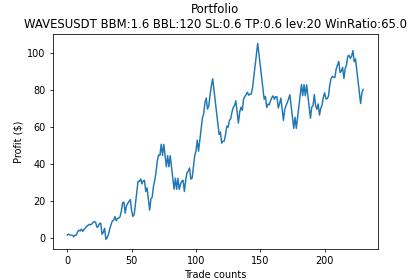 Portfolio
WAVESUSDT BBM:1.6 BBL:120 SL:0.6 TP:0.6 lev:20 WinRatio:65.0
100
80
60
40
20
0
Profit ($)
0 50 100 150 200
Trade counts